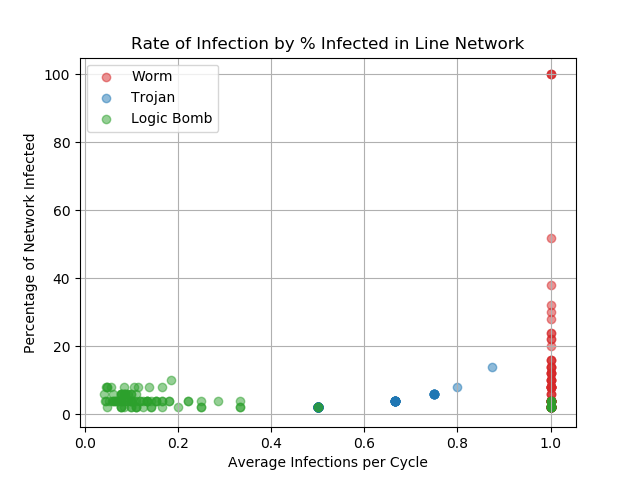 Rate of Infection by % Infected in Line Network
Worm
Trojan
Logic Bomb
Percentage of Network Infected
100
80
60
40
20
0
0.0 0.2 0.4 0.6 0.8 1.0
Average Infections per Cycle